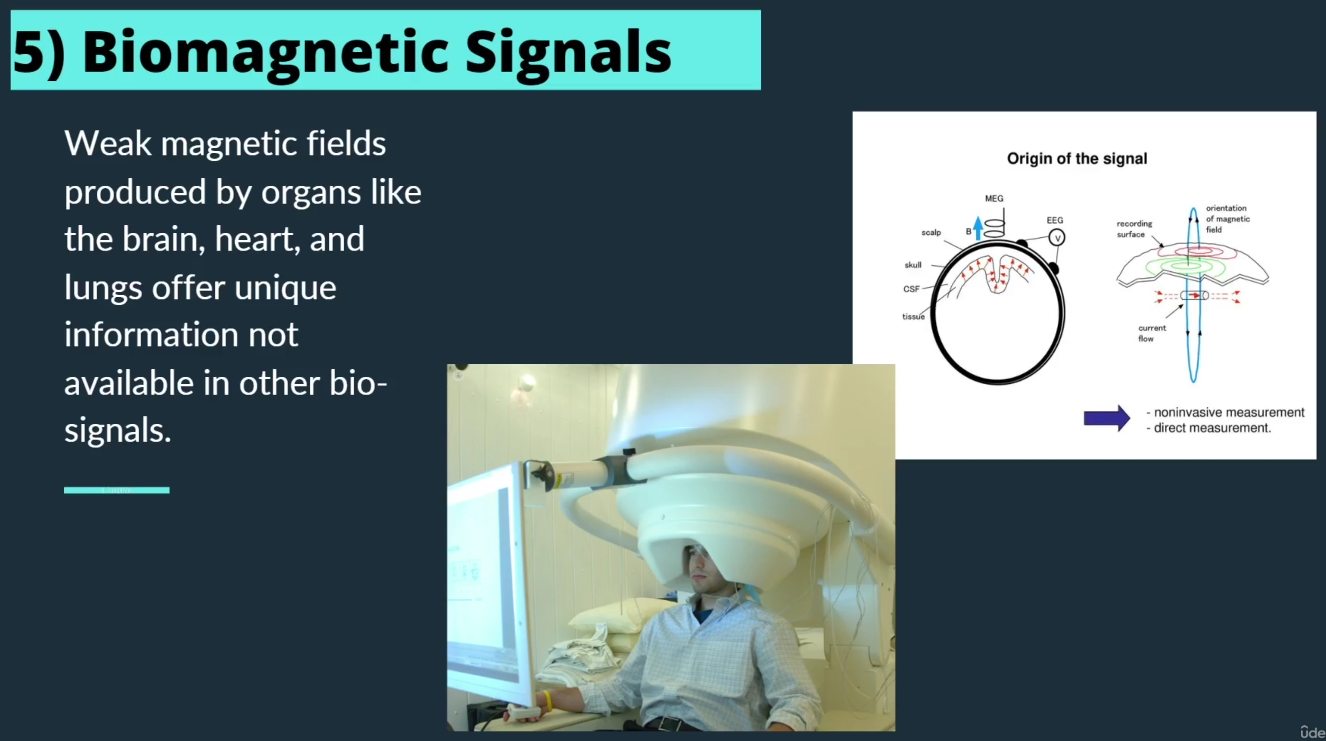 5) Biomagnetic Signals
Weak magnetic fields
produced by organs like
the brain, heart, and
lungs offer unique
information not
available in other bio-
signals.
Origin of the signal
MEG
B
EEG
V
scalp
skull
CSF
tissue
recording
surface
orientation
of magnetic
field
current
flow
- noninvasive measurement
- direct measurement.
ûde